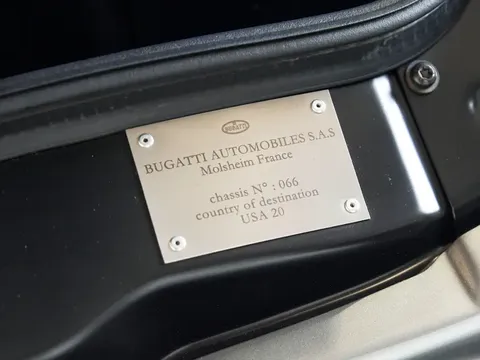 BUGATTI
BUGATTI AUTOMOBILES S.A.S
Molsheim France
chassis N° : 066
country of destination
USA 20